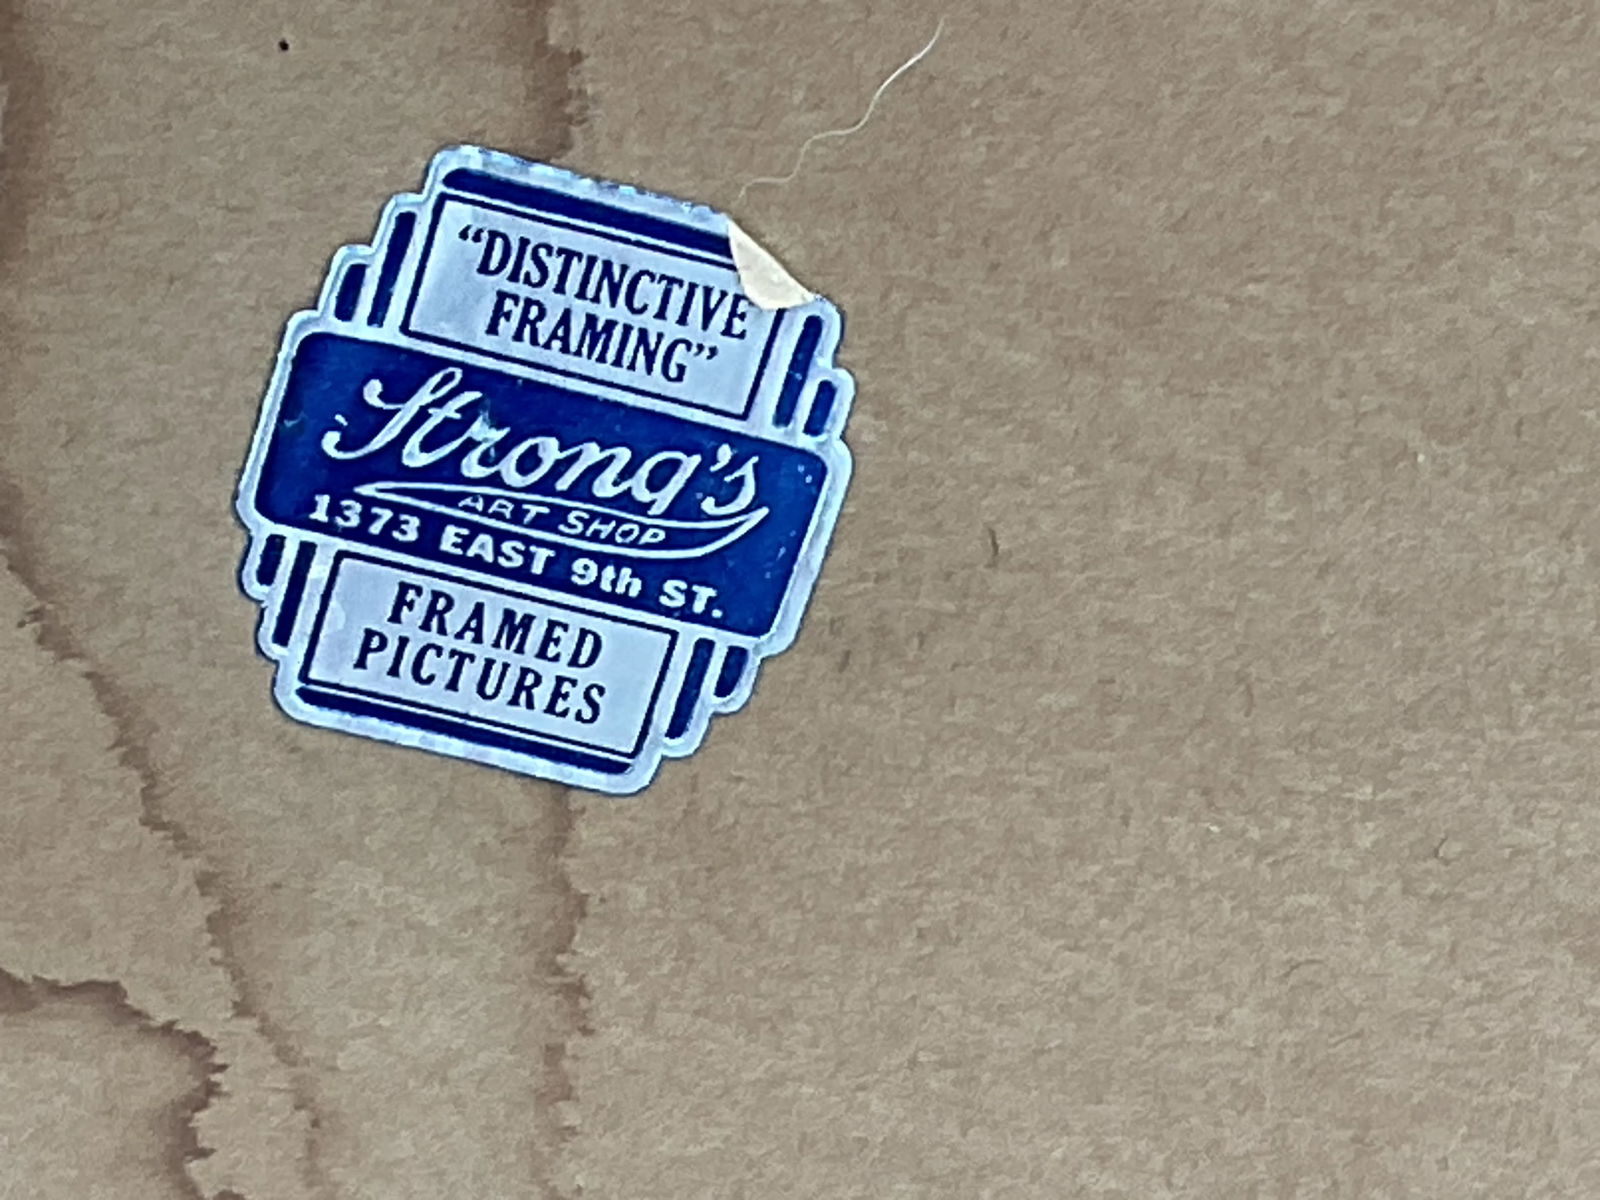 “DISTINCTIVE
FRAMING”
Strong's
ART SHOP
1373 EAST 9th ST.
FRAMED
PICTURES